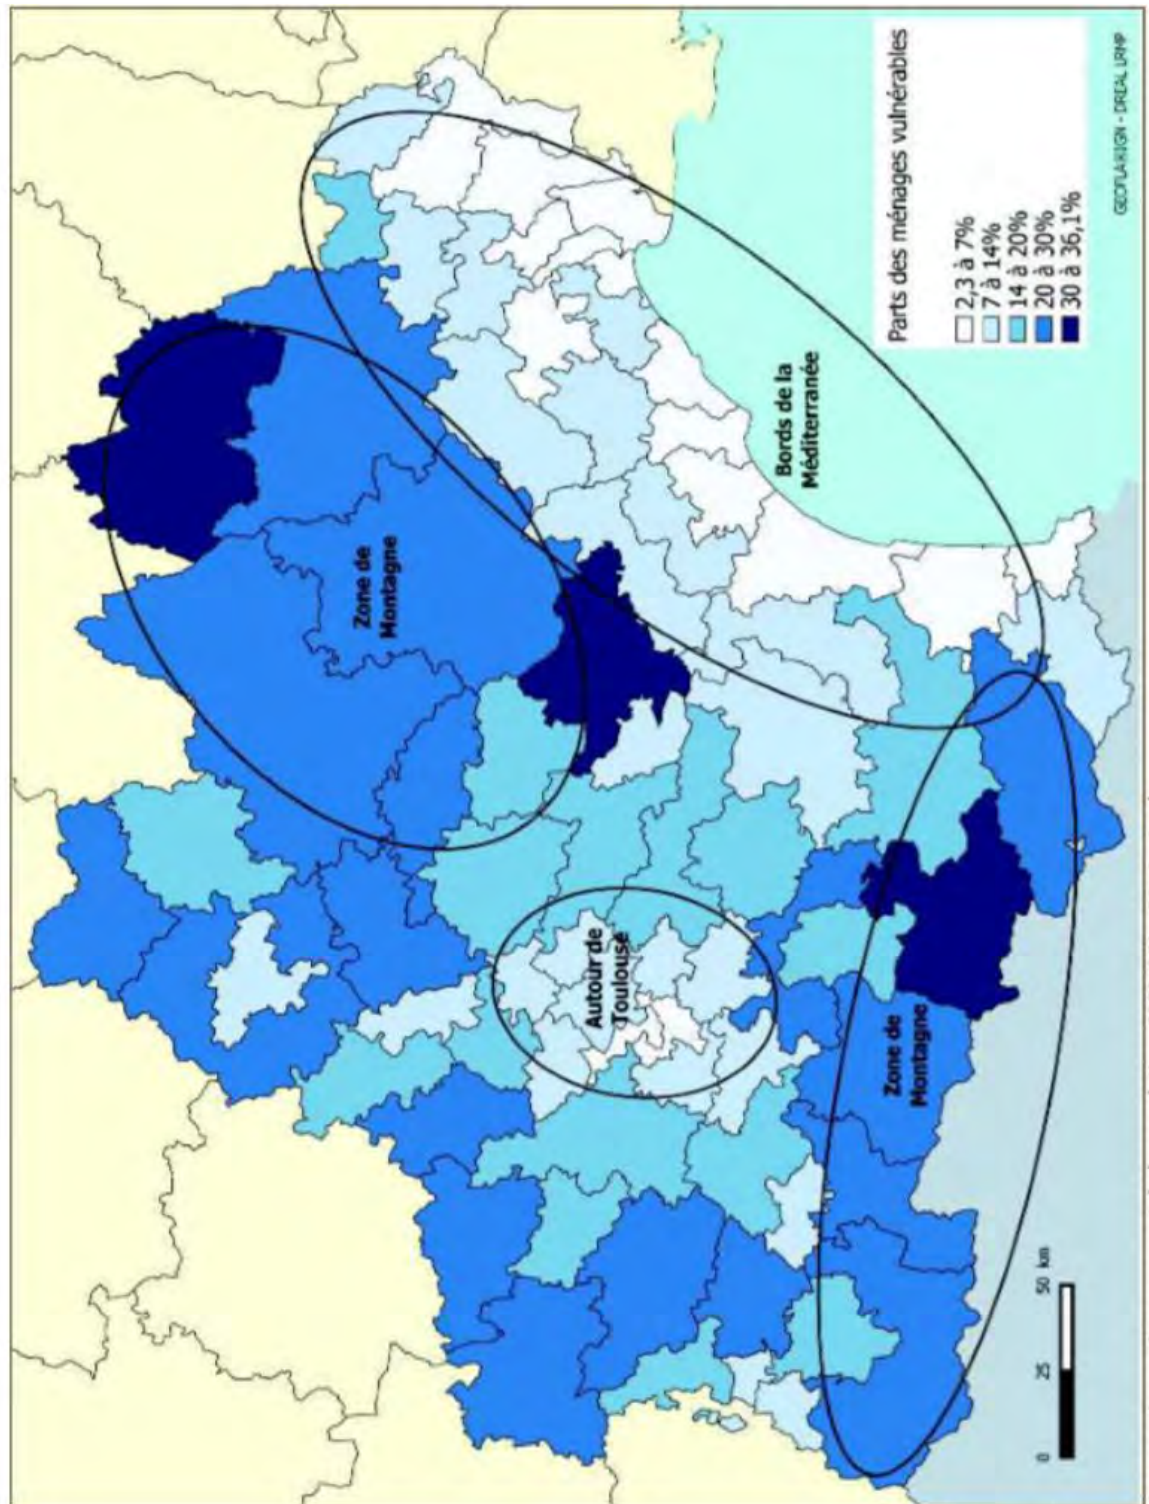 Parts des ménages vulnérables
2,3 à 7%
7 à 14%
14 à 20%
20 à 30%
30 à 36,1%
Zone de
Montagne
Bords de la
Méditerranée
Autour de
Toulouse
Zone de
Montagne
0 25 50 km
GEOFLA®IGN - DREAL LRMP